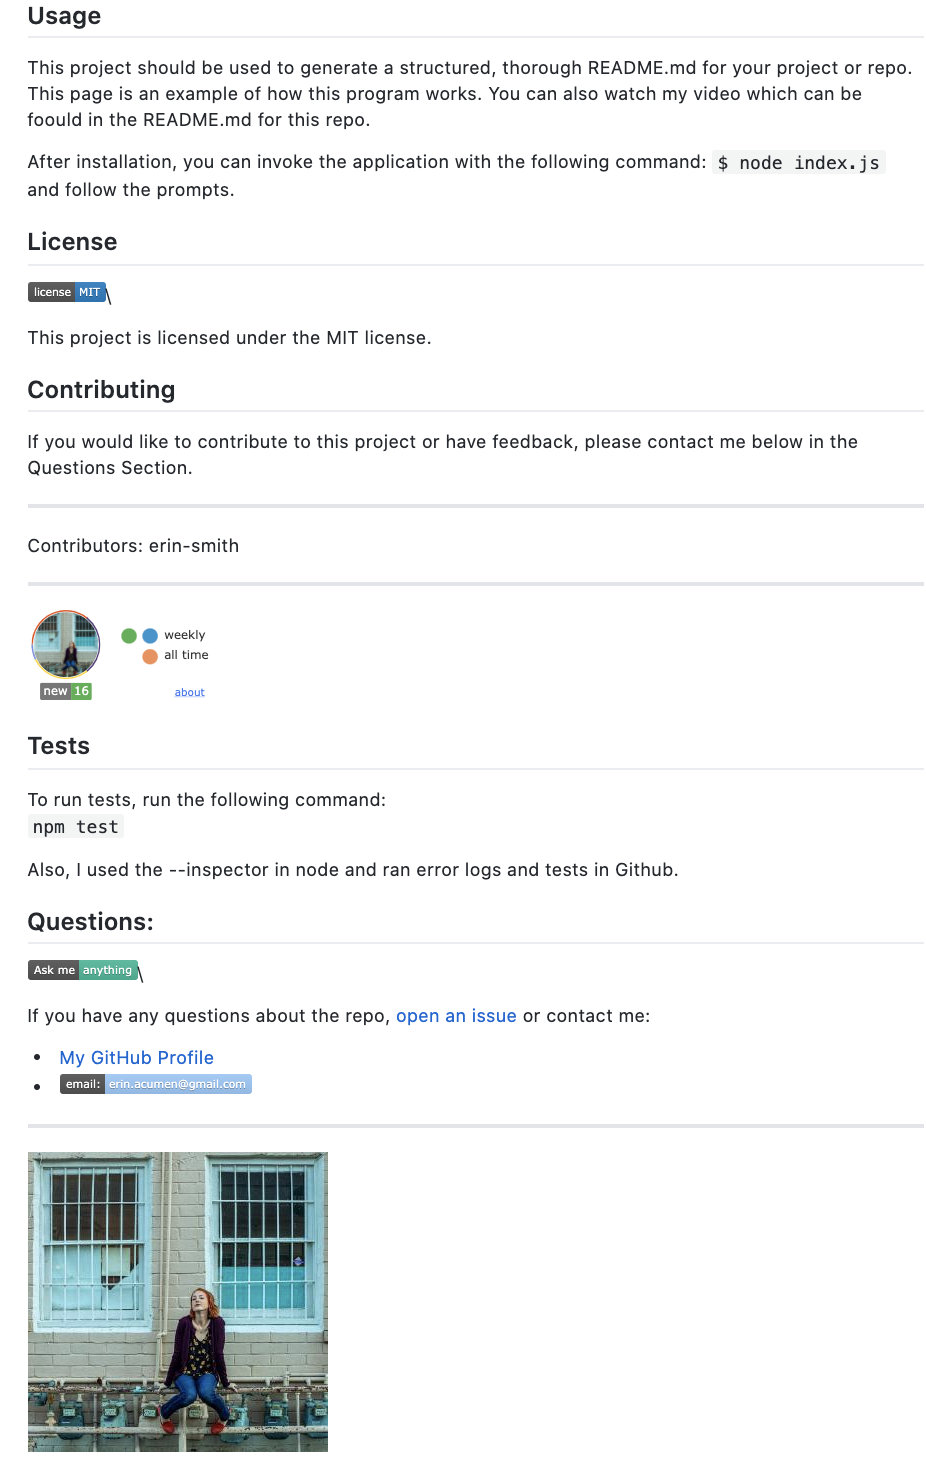 Usage
This project should be used to generate a structured, thorough README.md for your project or repo.
This page is an example of how this program works. You can also watch my video which can be
foould in the README.md for this repo.
After installation, you can invoke the application with the following command: $ node index.js
and follow the prompts.
License
license MIT\
This project is licensed under the MIT license.
Contributing
If you would like to contribute to this project or have feedback, please contact me below in the
Questions Section.
Contributors: erin-smith
weekly
all time
new 16
about
Tests
To run tests, run the following command:
npm test
Also, I used the --inspector in node and ran error logs and tests in Github.
Questions:
Ask me anything\
If you have any questions about the repo, open an issue or contact me:
• My GitHub Profile
• email: erin.acumen@gmail.com